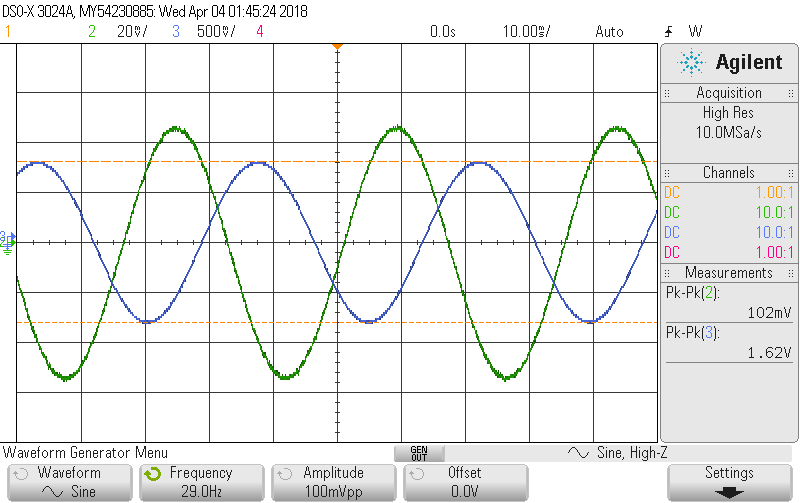 DSO-X 3024A, MY54230885: Wed Apr 04 01:45:24 2018
1 2 20♈/ 3 500♈/ 4 0.0s 10.00♈/ Auto W
Agilent
Acquisition
High Res
10.0MSa/s
Channels
DC 1.00:1
DC 10.0:1
DC 10.0:1
DC 1.00:1
Measurements
Pk-Pk(2):
102mV
Pk-Pk(3):
1.62V
Waveform Generator Menu
GEN OUT
Sine, High-Z
Waveform
Sine
Frequency
29.0Hz
Amplitude
100mVpp
Offset
0.0V
Settings